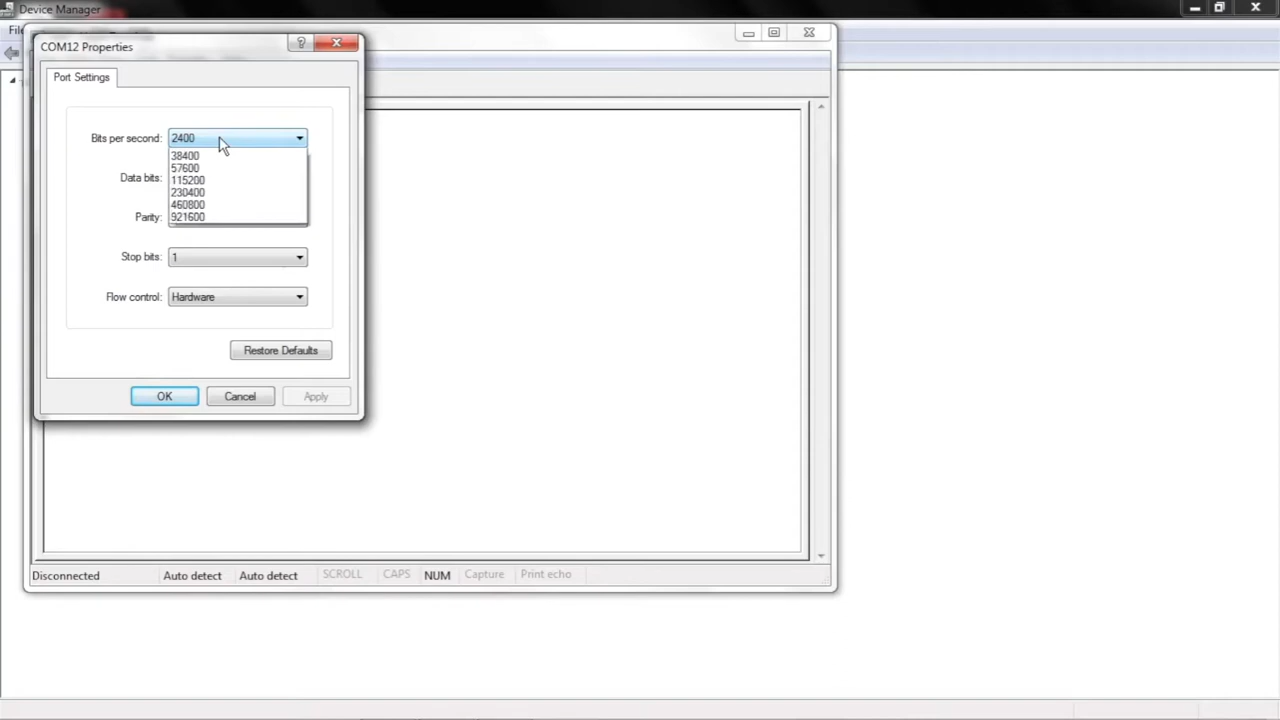 Device Manager
COM12 Properties
Port Settings
Bits per second: 2400
38400
57600
115200
230400
460800
921600
Data bits:
Parity:
Stop bits: 1
Flow control: Hardware
Restore Defaults
OK Cancel Apply
Disconnected Auto detect Auto detect SCROLL CAPS NUM Capture Print echo